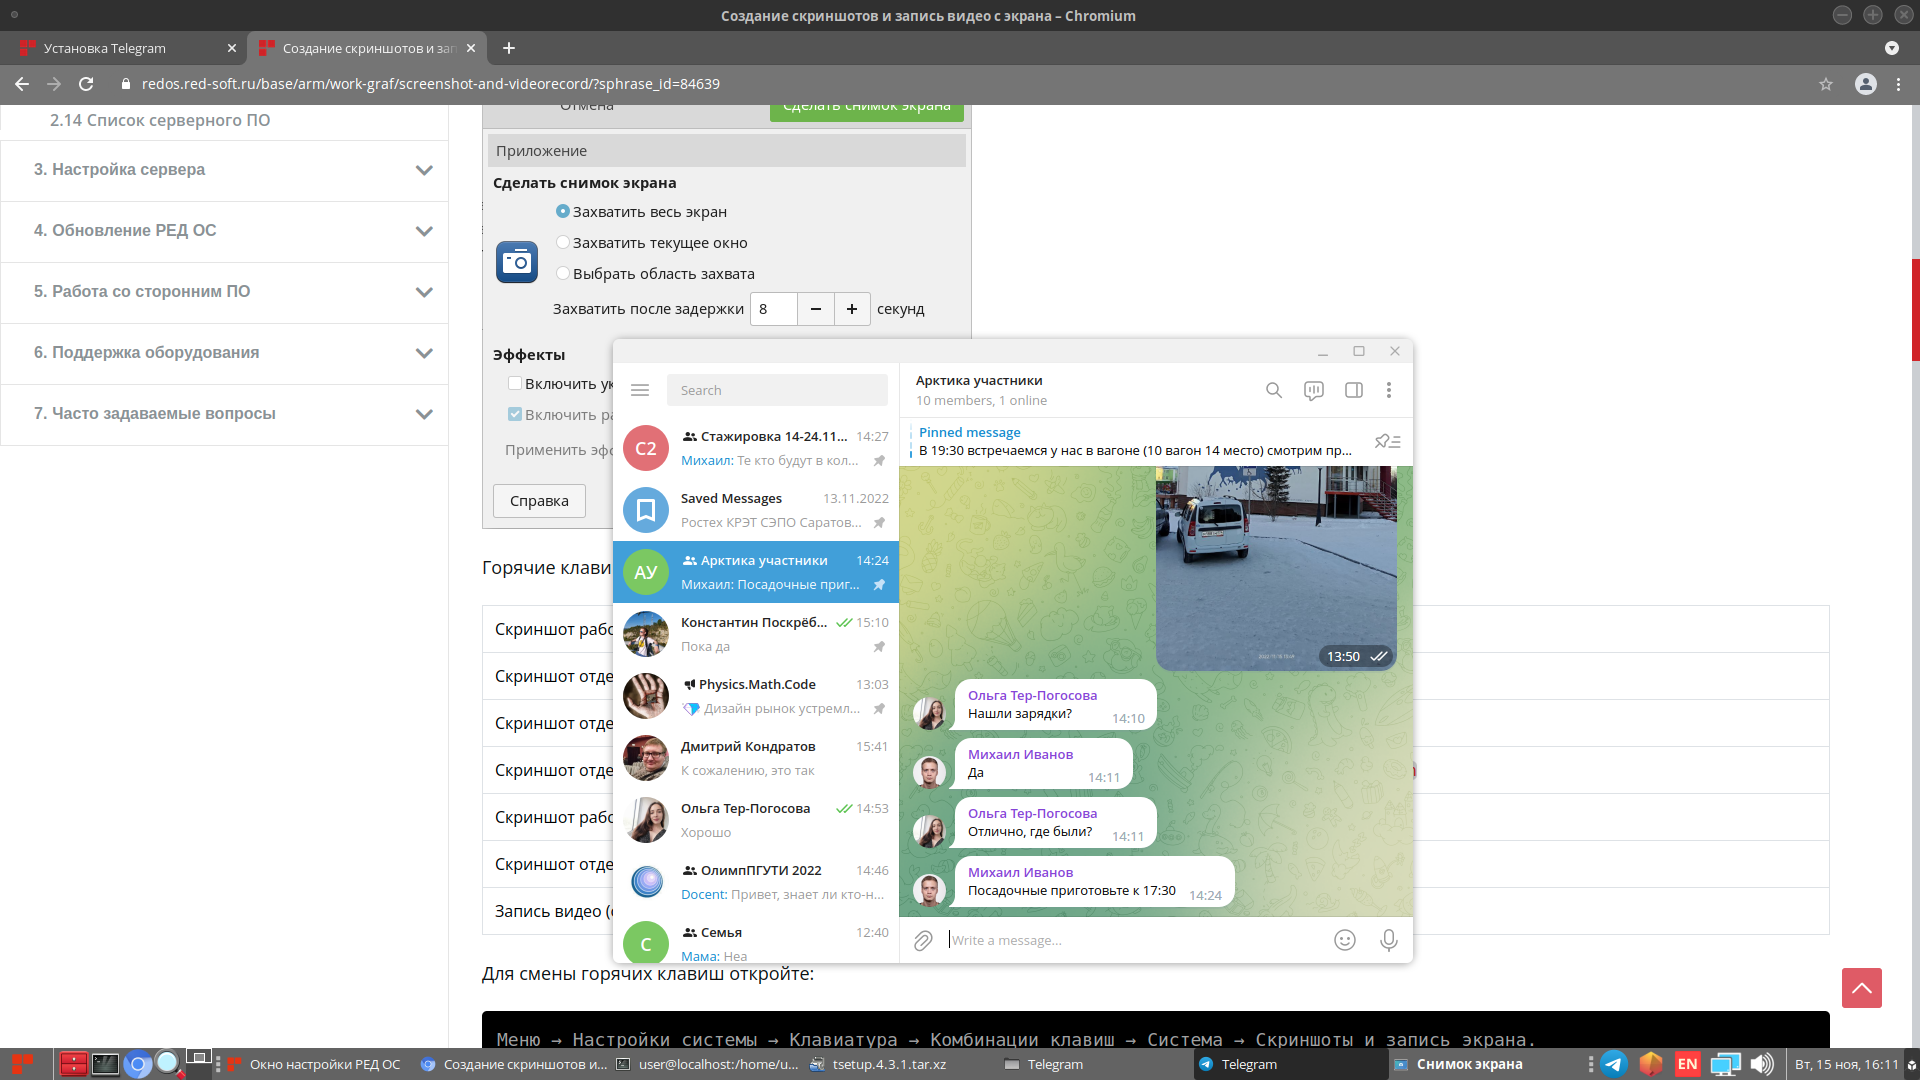 Создание скриншотов и запись видео с экрана – Chromium
Установка Telegram
Создание скриншотов и зап
redos.red-soft.ru/base/arm/work-graf/screenshot-and-videorecord/?sphrase_id=84639
2.14 Список серверного ПО
3. Настройка сервера
4. Обновление РЕД ОС
5. Работа со сторонним ПО
6. Поддержка оборудования
7. Часто задаваемые вопросы
Отмена
Сделать снимок экрана
Приложение
Сделать снимок экрана
Захватить весь экран
Захватить текущее окно
Выбрать область захвата
Захватить после задержки 8 секунд
Эффекты
Включить ук
Включить ра
Применить эфф
Справка
Горячие клави
Скриншот рабо
Скриншот отде
Скриншот отде
Скриншот отде
Скриншот рабо
Скриншот отде
Запись видео (
Для смены горячих клавиш откройте:
Меню → Настройки системы → Клавиатура → Комбинации клавиш → Система → Скриншоты и запись экрана.
Search
С2
Стажировка 14-24.11... 14:27
Михаил: Те кто будут в кол...
Saved Messages 13.11.2022
Ростех КРЭТ СЭПО Саратов...
АУ
Арктика участники 14:24
Михаил: Посадочные приг...
Константин Поскрёб... 15:10
Пока да
Physics.Math.Code 13:03
Дизайн рынок устремл...
Дмитрий Кондратов 15:41
К сожалению, это так
Ольга Тер-Погосова 14:53
Хорошо
ОлимпПГУТИ 2022 14:46
Docent: Привет, знает ли кто-н...
С
Семья 12:40
Мама: Неа
Арктика участники
10 members, 1 online
Pinned message
В 19:30 встречаемся у нас в вагоне (10 вагон 14 место) смотрим пр...
13:50
Ольга Тер-Погосова
Нашли зарядки? 14:10
Михаил Иванов
Да 14:11
Ольга Тер-Погосова
Отлично, где были? 14:11
Михаил Иванов
Посадочные приготовьте к 17:30 14:24
Write a message...
Окно настройки РЕД ОС
Создание скриншотов и...
user@localhost:/home/u...
tsetup.4.3.1.tar.xz
Telegram
Telegram
Снимок экрана
EN
Вт, 15 ноя, 16:11